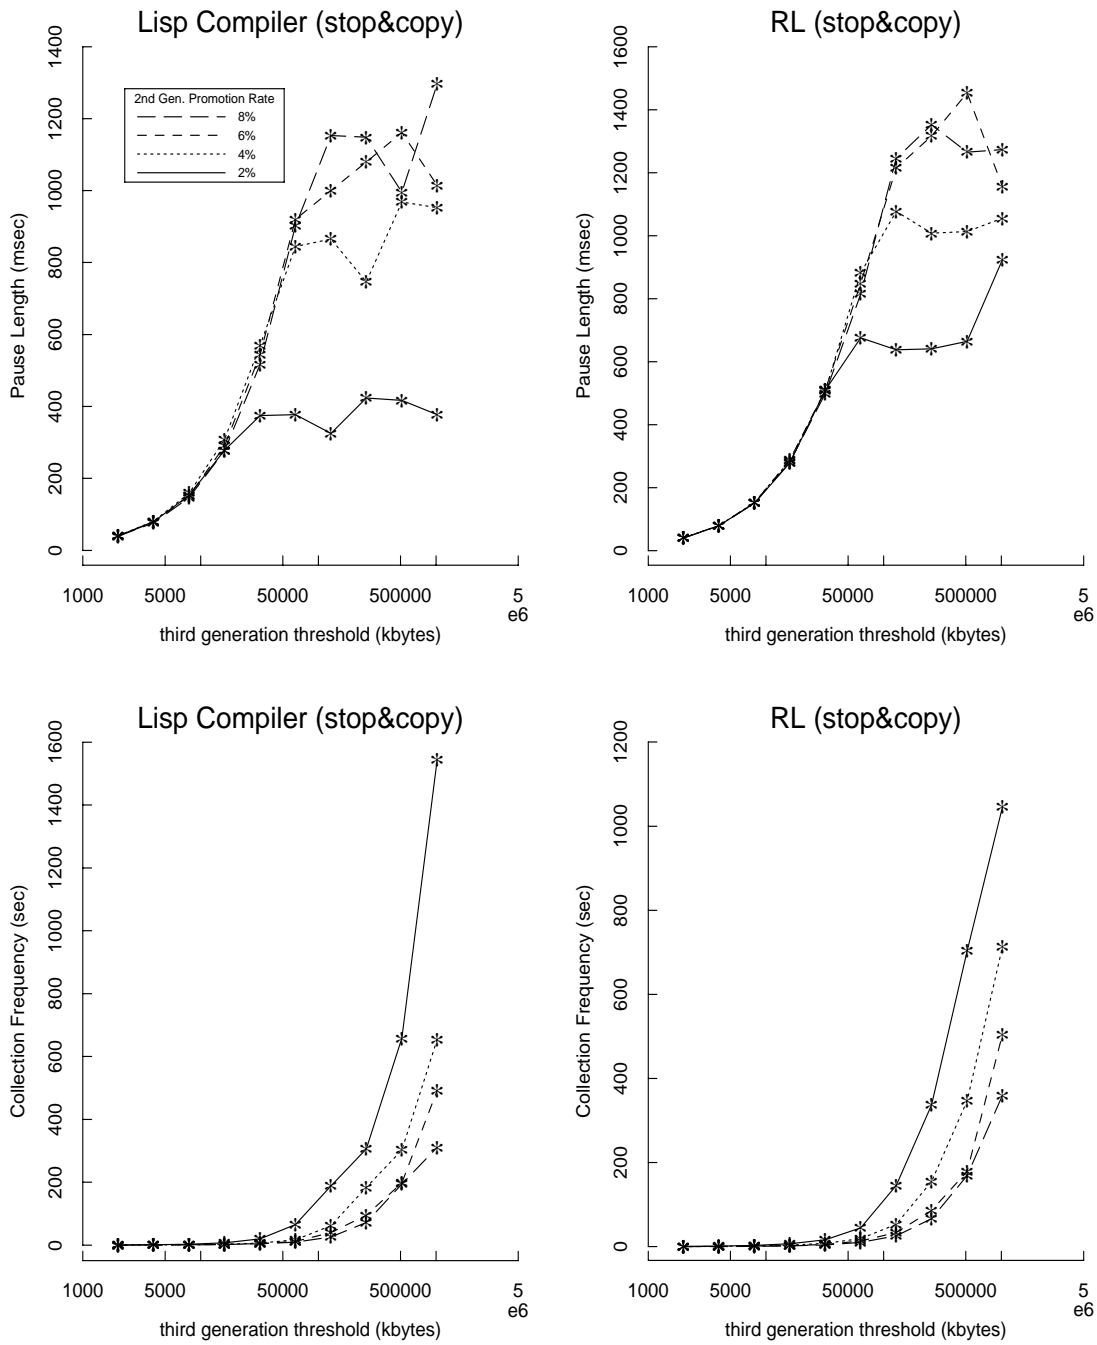 Lisp Compiler (stop&copy)
1400
1200
1000
800
600
400
200
0
Pause Length (msec)
2nd Gen. Promotion Rate
8%
6%
4%
2%
1000 5000 50000 500000 5
e6
third generation threshold (kbytes)
RL (stop&copy)
1600
1400
1200
1000
800
600
400
200
0
Pause Length (msec)
1000 5000 50000 500000 5
e6
third generation threshold (kbytes)
Lisp Compiler (stop&copy)
1600
1400
1200
1000
800
600
400
200
0
Collection Frequency (sec)
1000 5000 50000 500000 5
e6
third generation threshold (kbytes)
RL (stop&copy)
1200
1000
800
600
400
200
0
Collection Frequency (sec)
1000 5000 50000 500000 5
e6
third generation threshold (kbytes)